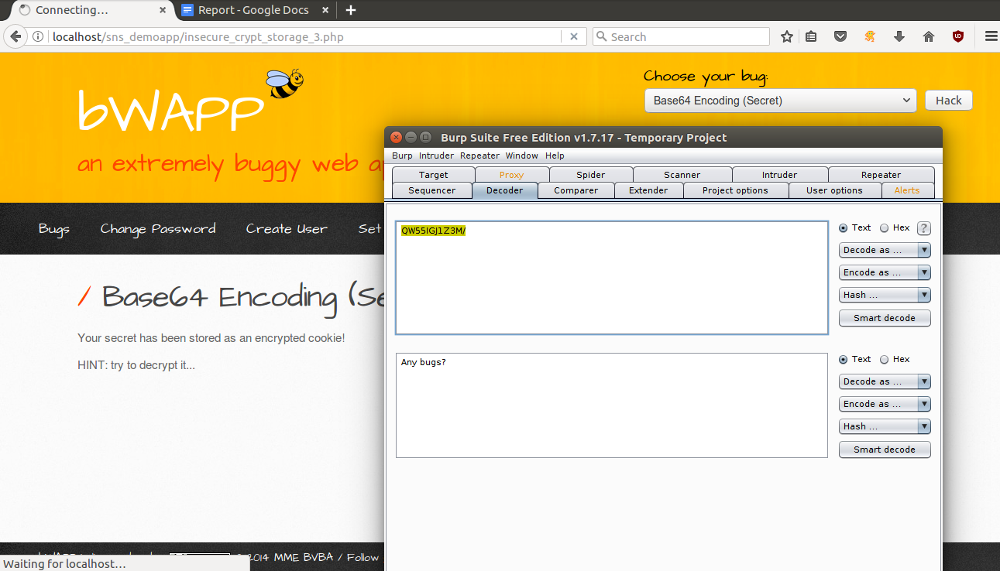 Connecting…
Report - Google Docs
localhost/sns_demoapp/insecure_crypt_storage_3.php
Search
bWAPP
Choose your bug:
Base64 Encoding (Secret)
Hack
an extremely buggy web a
Burp Suite Free Edition v1.7.17 - Temporary Project
Burp Intruder Repeater Window Help
Target Proxy Spider Scanner Intruder Repeater
Sequencer Decoder Comparer Extender Project options User options Alerts
Bugs Change Password Create User Set
QW55IGJ1Z3M/
Text Hex ?
Decode as ...
Encode as ...
Hash ...
Smart decode
/ Base64 Encoding (Se
Your secret has been stored as an encrypted cookie!
HINT: try to decrypt it...
Any bugs?
Text Hex
Decode as ...
Encode as ...
Hash ...
Smart decode
2014 MME BVBA / Follow
Waiting for localhost…